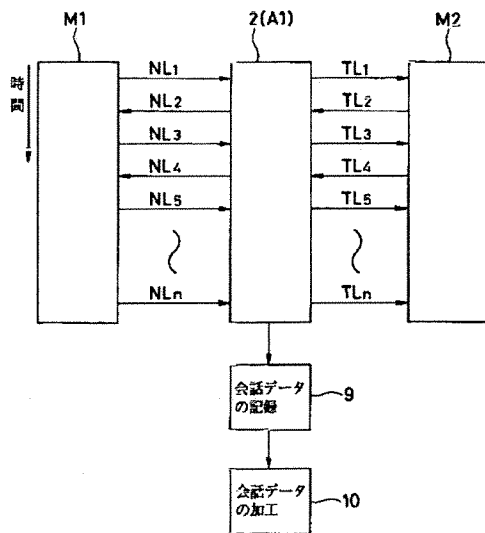 M1
2(A1)
M2
時間
NL1
TL1
NL2
TL2
NL3
TL3
NL4
TL4
NL5
TL5
NLn
TLn
会話データ
の記録
9
会話データ
の加工
10